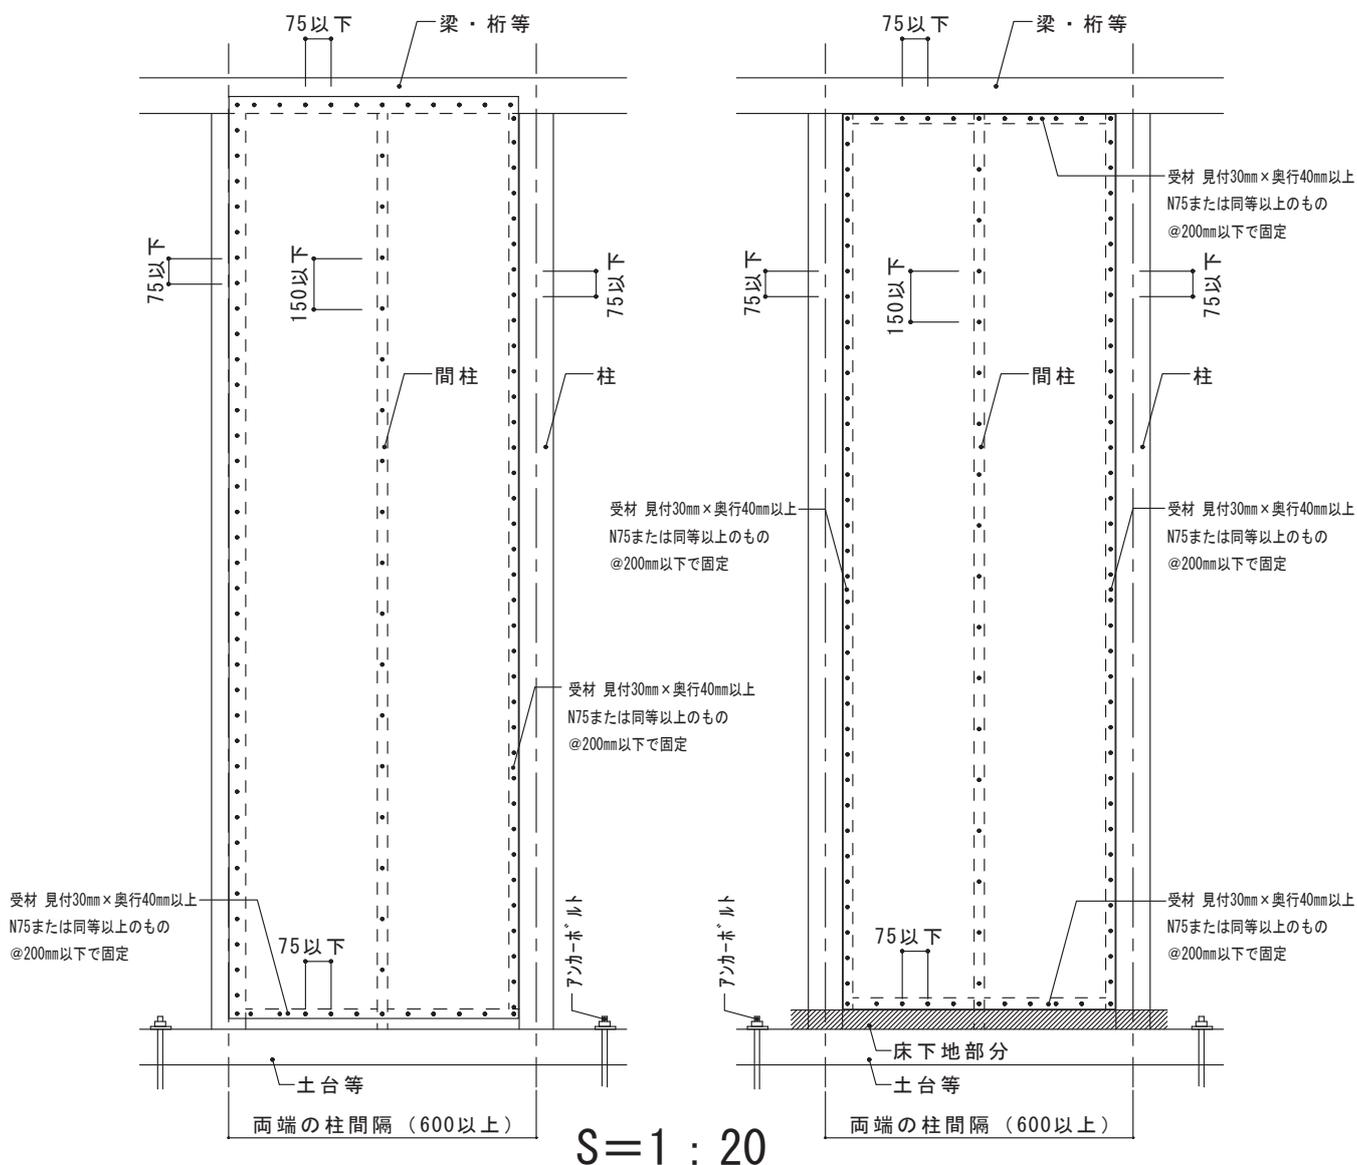 75以下
梁・桁等
75以下
150以下
75以下
間柱
柱
受材 見付30mm×奥行40mm以上
N75または同等以上のもの
@200mm以下で固定
受材 見付30mm×奥行40mm以上
N75または同等以上のもの
@200mm以下で固定
75以下
アンカーボルト
土台等
両端の柱間隔（600以上）
75以下
梁・桁等
受材 見付30mm×奥行40mm以上
N75または同等以上のもの
@200mm以下で固定
75以下
150以下
75以下
間柱
柱
受材 見付30mm×奥行40mm以上
N75または同等以上のもの
@200mm以下で固定
受材 見付30mm×奥行40mm以上
N75または同等以上のもの
@200mm以下で固定
受材 見付30mm×奥行40mm以上
N75または同等以上のもの
@200mm以下で固定
75以下
アンカーボルト
床下地部分
土台等
両端の柱間隔（600以上）
S＝1：20